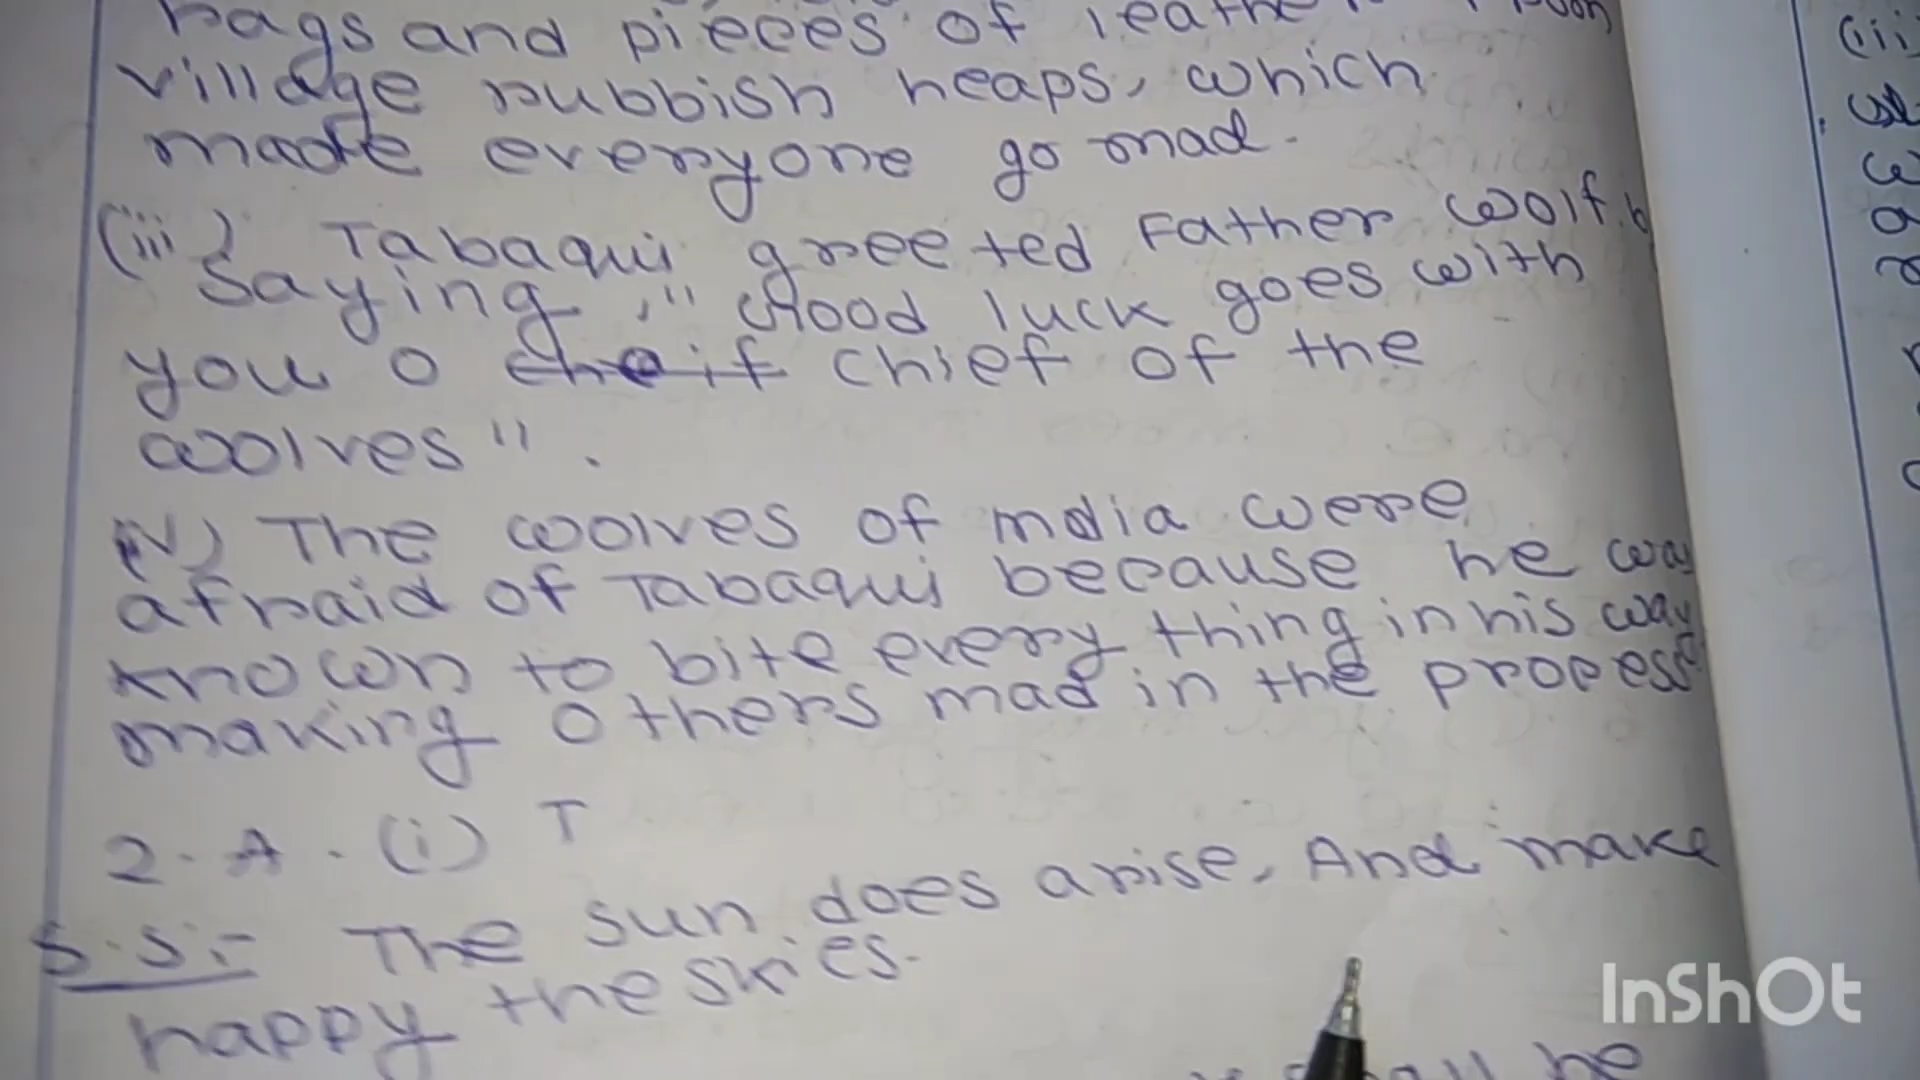 rags and pieces of
village rubbish heaps, which
made everyone go mad.
(iii) Tabaqui greeted Father wolf
saying, "Good luck goes with
you O cheif chief of the
wolves".
iv) The wolves of India were
afraid of Tabaqui because he was
known to bite every thing in his way
making others mad in the process
2. A. (i) T
S.S:- The sun does arise, And make
happy the skies.
he
(iii)
InShOt